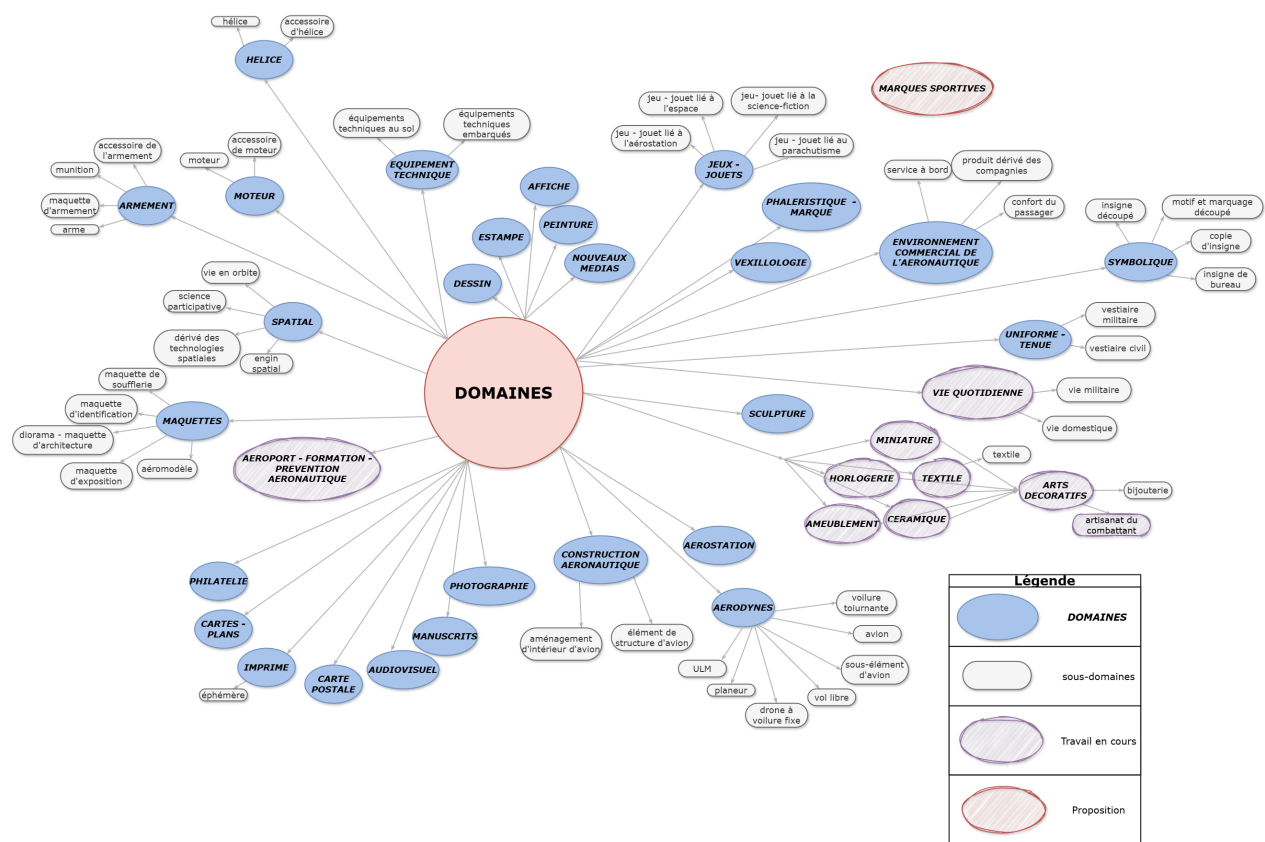 hélice
accessoire
d'hélice
HELICE
MARQUES SPORTIVES
jeu - jouet lié à
l'espace
jeu- jouet lié à la
science-fiction
jeu - jouet lié à
l'aérostation
jeu - jouet lié au
parachutisme
JEUX -
JOUETS
équipements
techniques au sol
équipements
techniques
embarqués
EQUIPEMENT
TECHNIQUE
accessoire de
l'armement
munition
maquette
d'armement
arme
ARMEMENT
moteur
accessoire
de moteur
MOTEUR
AFFICHE
PEINTURE
ESTAMPE
NOUVEAUX
MEDIAS
DESSIN
PHALERISTIQUE -
MARQUE
VEXILLOLOGIE
service à bord
produit dérivé des
compagnies
confort du
passager
ENVIRONNEMENT
COMMERCIAL DE
L'AERONAUTIQUE
insigne
découpé
motif et marquage
découpé
copie
d'insigne
insigne de
bureau
SYMBOLIQUE
vie en orbite
science
participative
dérivé des
technologies
spatiales
engin
spatial
SPATIAL
UNIFORME -
TENUE
vestiaire
militaire
vestiaire civil
DOMAINES
VIE QUOTIDIENNE
vie militaire
vie domestique
maquette de
soufflerie
maquette
d'identification
diorama - maquette
d'architecture
maquette
d'exposition
aéromodèle
MAQUETTES
SCULPTURE
AEROPORT - FORMATION -
PREVENTION
AERONAUTIQUE
MINIATURE
HORLOGERIE
TEXTILE
textile
AMEUBLEMENT
CERAMIQUE
ARTS
DECORATIFS
bijouterie
artisanat du
combattant
PHILATELIE
CARTES -
PLANS
IMPRIME
éphémère
CARTE
POSTALE
AUDIOVISUEL
MANUSCRITS
PHOTOGRAPHIE
CONSTRUCTION
AERONAUTIQUE
aménagement
d'intérieur d'avion
élément de
structure d'avion
AEROSTATION
AERODYNES
voilure
tolurnante
avion
sous-élément
d'avion
vol libre
drone à
voilure fixe
planeur
ULM
Légende
DOMAINES
sous-domaines
Travail en cours
Proposition